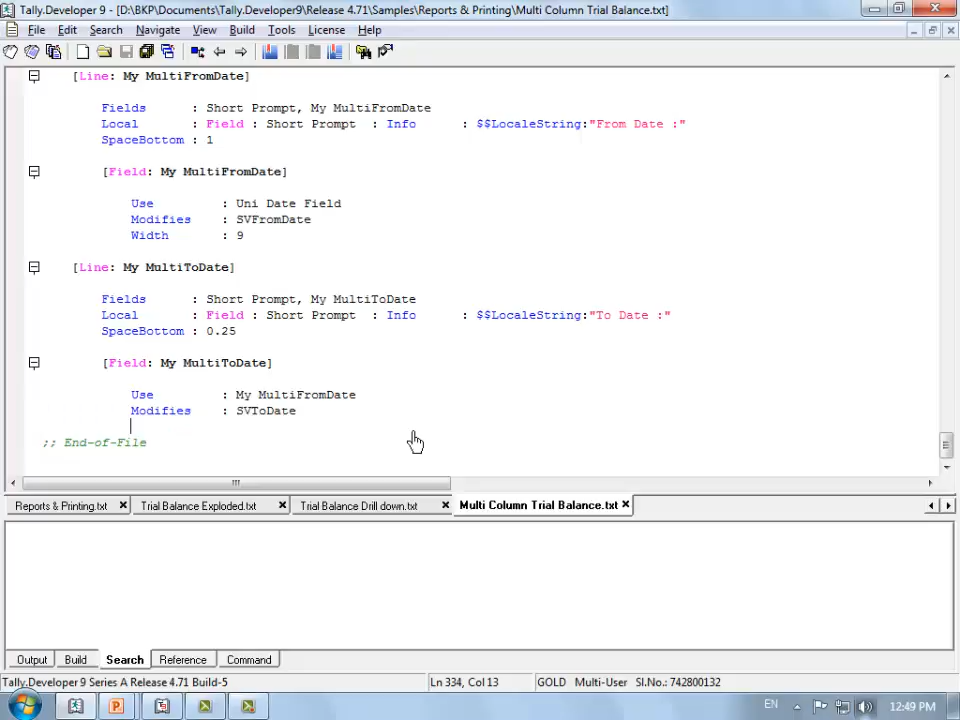 Tally.Developer 9 - [D:\BKP\Documents\Tally.Developer9\Release 4.71\Samples\Reports & Printing\Multi Column Trial Balance.txt]
File Edit Search Navigate View Build Tools License Help
[Line: My MultiFromDate]
Fields : Short Prompt, My MultiFromDate
Local : Field : Short Prompt : Info : $$LocaleString:"From Date :"
SpaceBottom : 1
[Field: My MultiFromDate]
Use : Uni Date Field
Modifies : SVFromDate
Width : 9
[Line: My MultiToDate]
Fields : Short Prompt, My MultiToDate
Local : Field : Short Prompt : Info : $$LocaleString:"To Date :"
SpaceBottom : 0.25
[Field: My MultiToDate]
Use : My MultiFromDate
Modifies : SVToDate
;; End-of-File
Reports & Printing.txt Trial Balance Exploded.txt Trial Balance Drill down.txt Multi Column Trial Balance.txt
Output Build Search Reference Command
Tally.Developer 9 Series A Release 4.71 Build-5 Ln 334, Col 13 GOLD Multi-User Sl.No.: 742800132
EN 12:49 PM